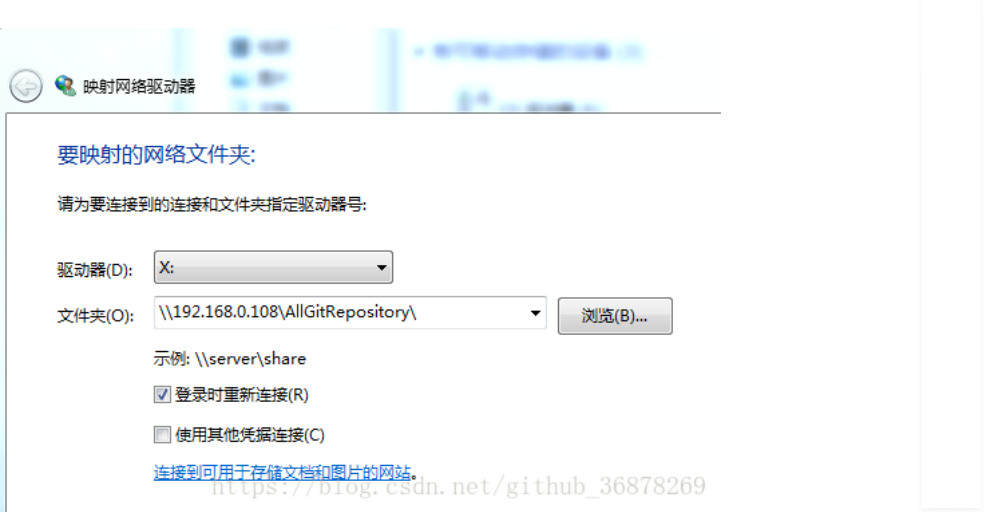 映射网络驱动器
要映射的网络文件夹:
请为要连接到的连接和文件夹指定驱动器号:
驱动器(D): X:
文件夹(O): \\192.168.0.108\AllGitRepository\ 浏览(B)...
示例: \\server\share
登录时重新连接(R)
使用其他凭据连接(C)
连接到可用于存储文档和图片的网站。
https://blog.csdn.net/github_36878269